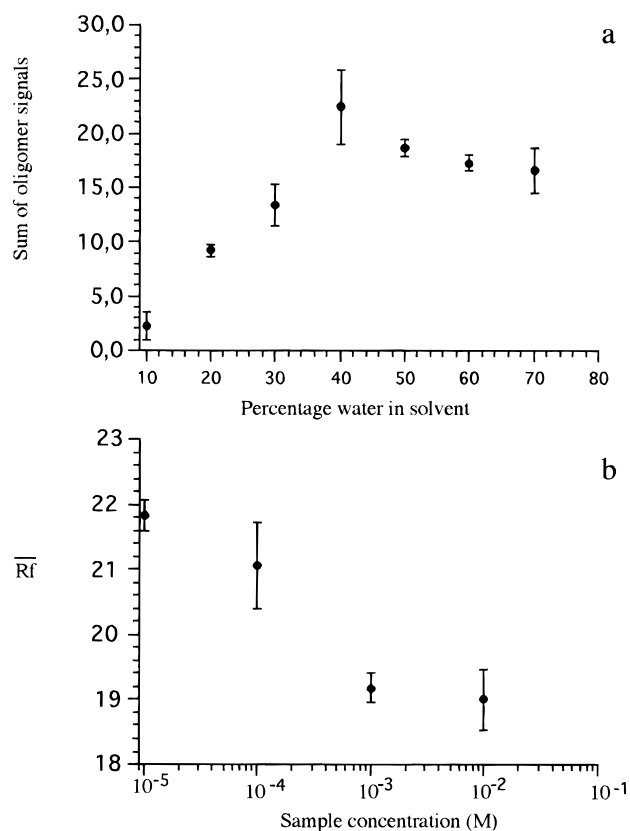 a
30,0
25,0
20,0
15,0
10,0
5,0
0,0
Sum of oligomer signals
10 20 30 40 50 60 70 80
Percentage water in solvent
b
23
22
21
20
19
18
Rf
10-5 10-4 10-3 10-2 10-1
Sample concentration (M)